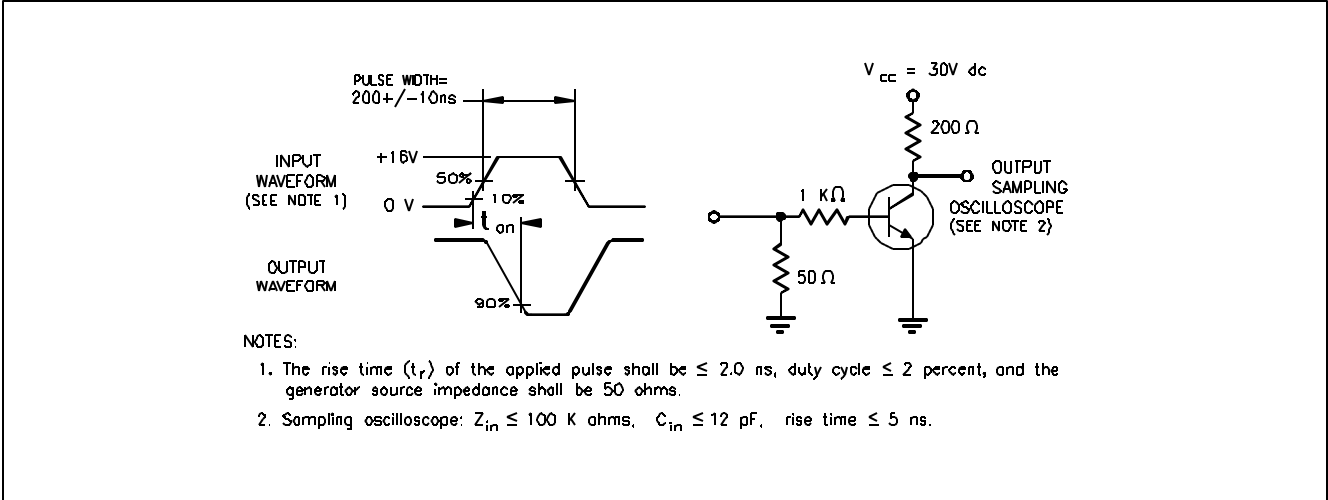 PULSE WIDTH=
200+/-10ns
INPUT
WAVEFORM
(SEE NOTE 1)
+16V
50%
10%
0 V
t on
OUTPUT
WAVEFORM
90%
V CC = 30V dc
200 Ω
OUTPUT
SAMPLING
OSCILLOSCOPE
(SEE NOTE 2)
1 KΩ
50 Ω
NOTES:
1. The rise time (tr) of the applied pulse shall be ≤ 2.0 ns, duty cycle ≤ 2 percent, and the
generator source impedance shall be 50 ohms.
2. Sampling oscilloscope: Zin ≤ 100 K ohms, Cin ≤ 12 pF, rise time ≤ 5 ns.